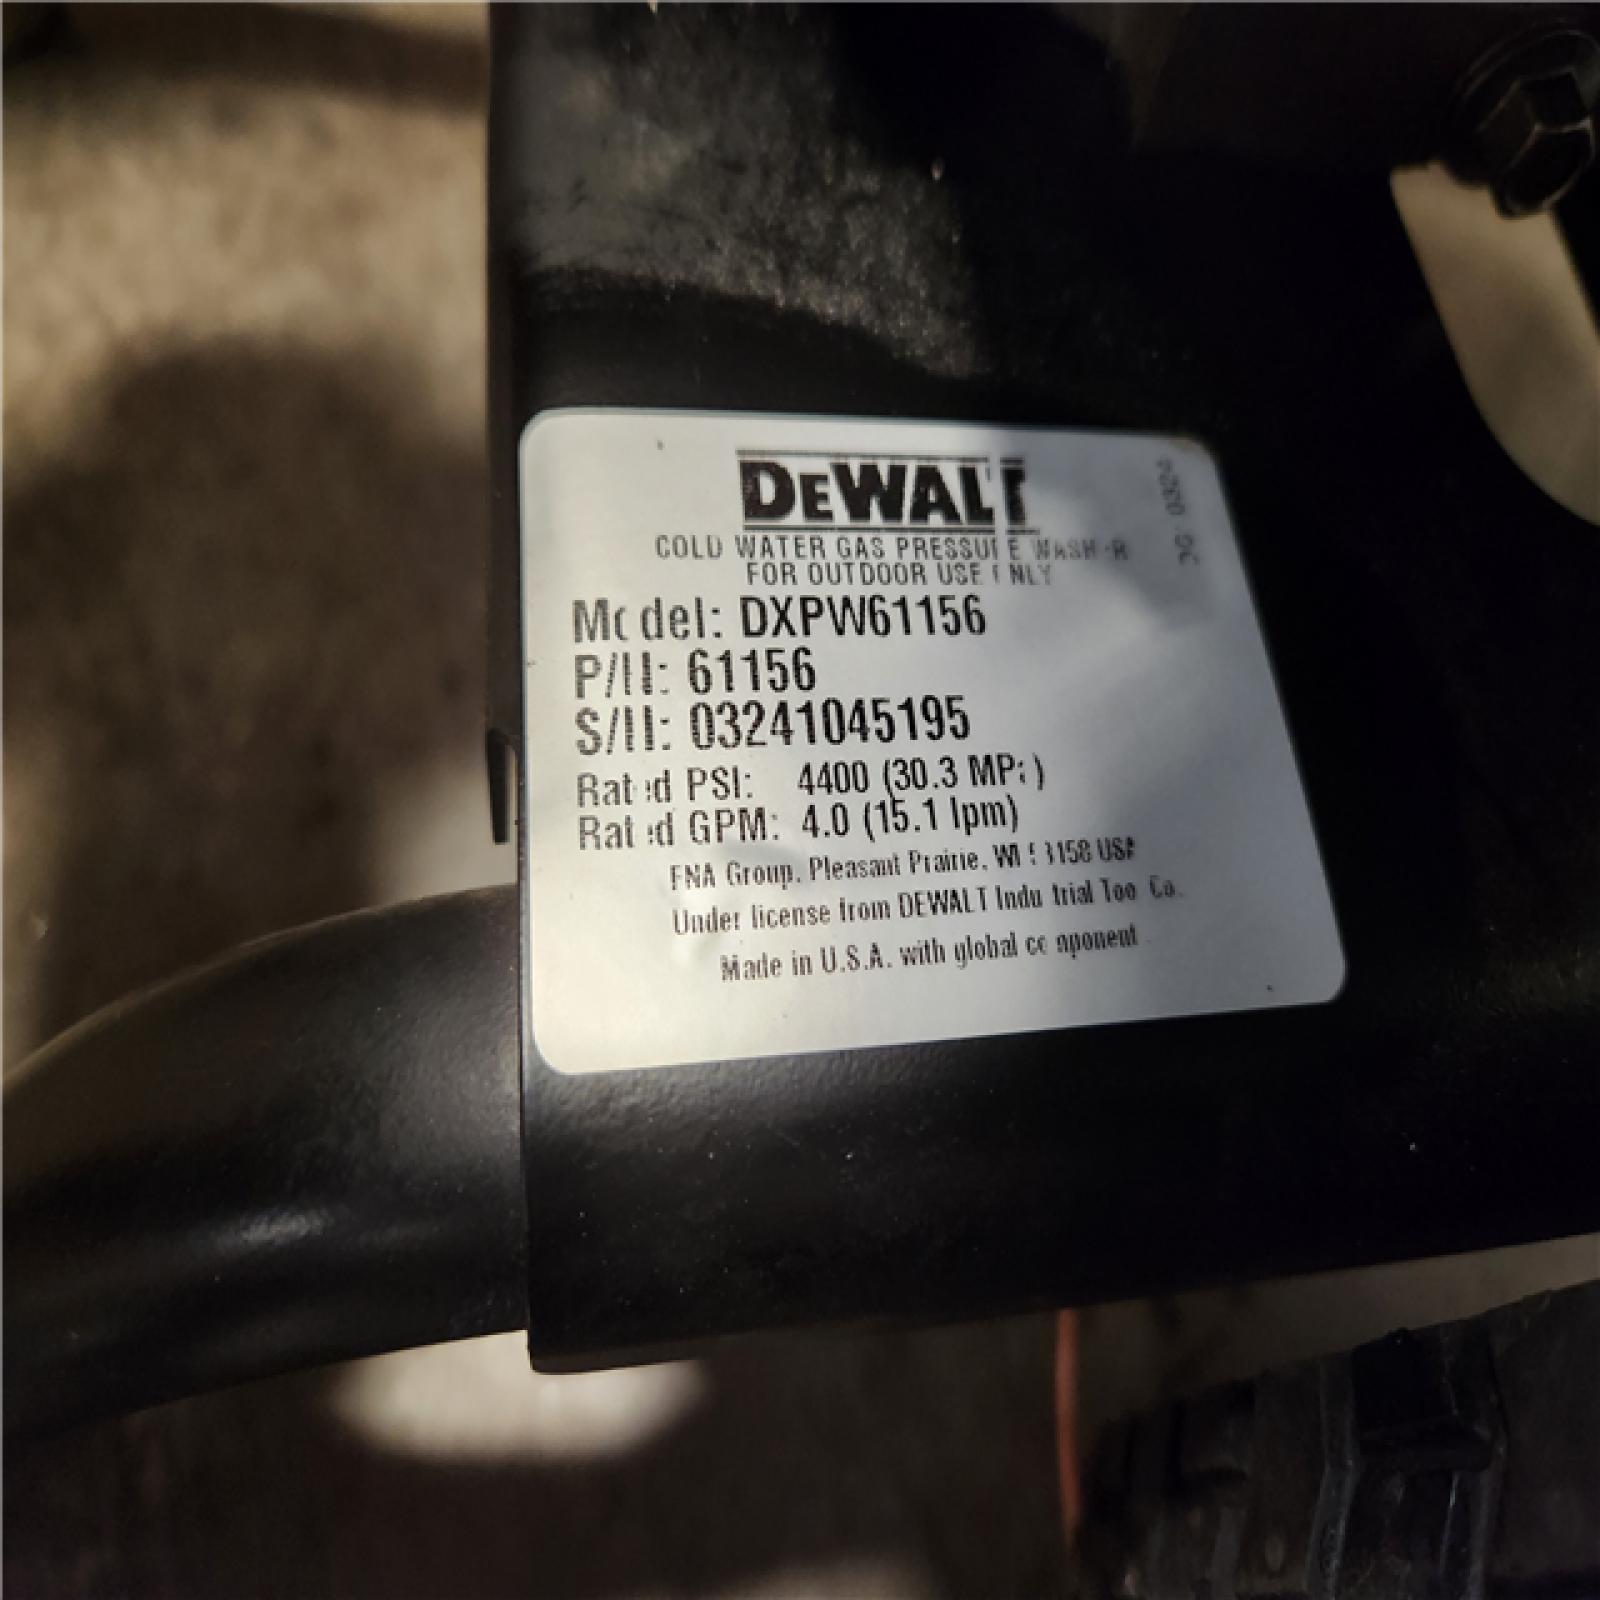 DEWALT
COLD WATER GAS PRESSURE WASHER
FOR OUTDOOR USE ONLY
Model: DXPW61156
P/N: 61156
S/N: 03241045195
Rated PSI: 4400 (30.3 MPa)
Rated GPM: 4.0 (15.1 lpm)
FNA Group, Pleasant Prairie, WI 53158 USA
Under license from DEWALT Industrial Tool Co.
Made in U.S.A. with global component
0324